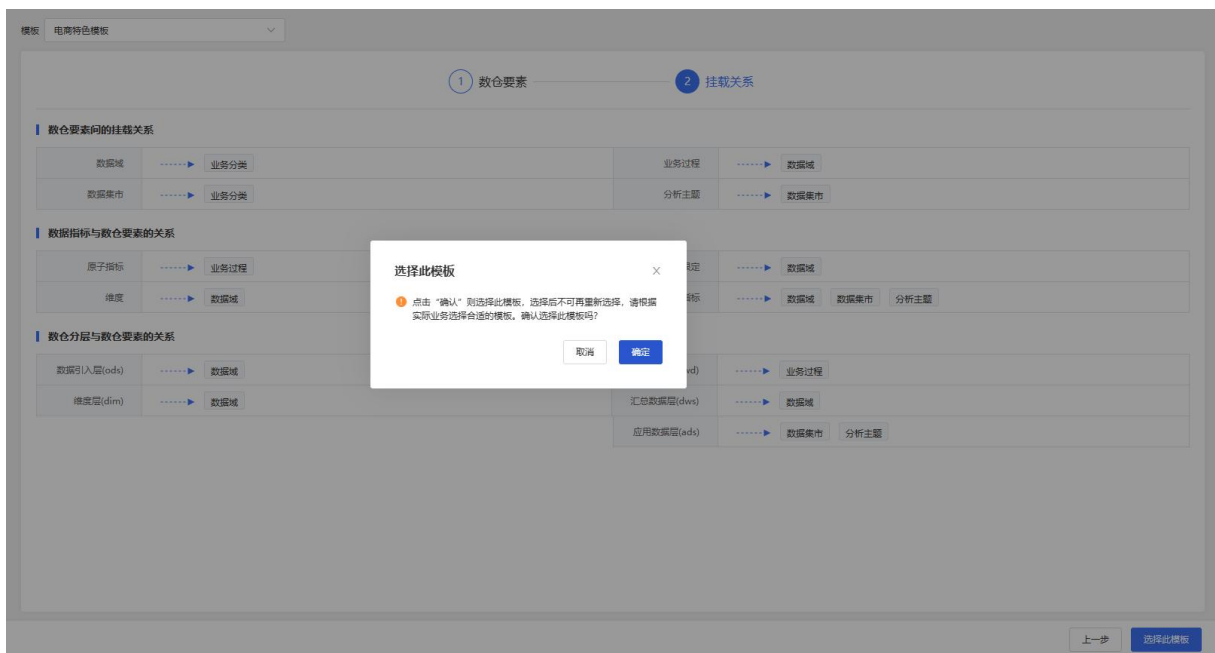 模板 电商特色模板
1 数仓要素 2 挂载关系
数仓要素间的挂载关系
数据域 业务分类 业务过程 数据域
数据集市 业务分类 分析主题 数据集市
数据指标与数仓要素的关系
原子指标 业务过程 限定 数据域
维度 数据域 指标 数据域 数据集市 分析主题
选择此模板
点击“确认”则选择此模板，选择后不可再重新选择，请根据
实际业务选择合适的模板。确认选择此模板吗？
取消 确定
数仓分层与数仓要素的关系
数据引入层(ods) 数据域 vd) 业务过程
维度层(dim) 数据域 汇总数据层(dws) 数据域
应用数据层(ads) 数据集市 分析主题
上一步 选择此模板